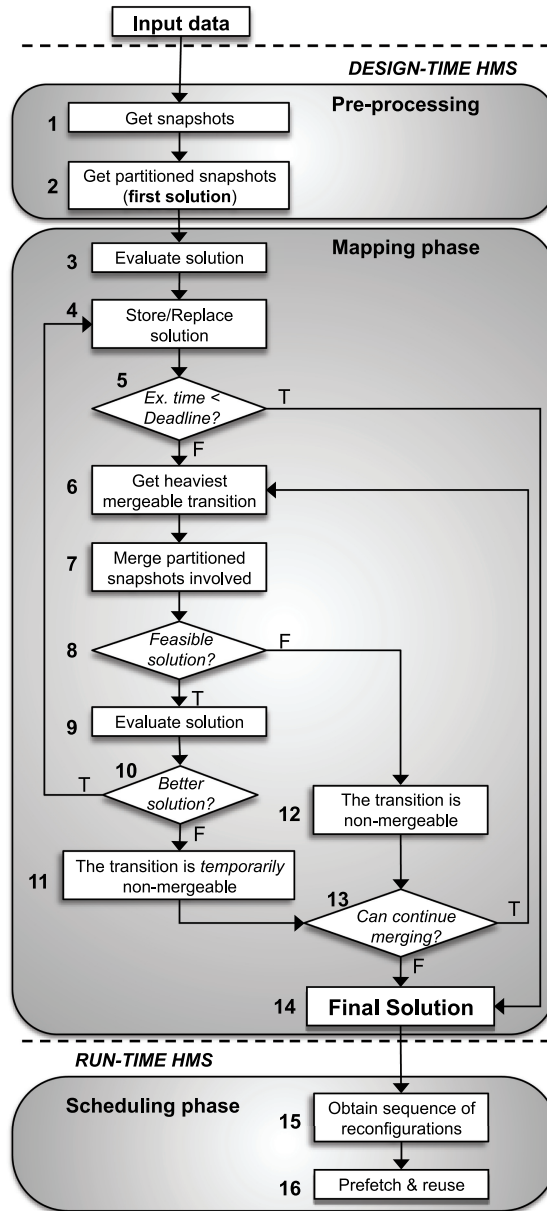 Input data
DESIGN-TIME HMS
Pre-processing
1
Get snapshots
2
Get partitioned snapshots
(first solution)
Mapping phase
3
Evaluate solution
4
Store/Replace
solution
5
Ex. time <
Deadline?
T
F
6
Get heaviest
mergeable transition
7
Merge partitioned
snapshots involved
8
Feasible
solution?
F
T
9
Evaluate solution
10
Better
solution?
T
F
11
The transition is temporarily
non-mergeable
12
The transition is
non-mergeable
13
Can continue
merging?
T
F
14
Final Solution
RUN-TIME HMS
Scheduling phase
15
Obtain sequence of
reconfigurations
16
Prefetch & reuse